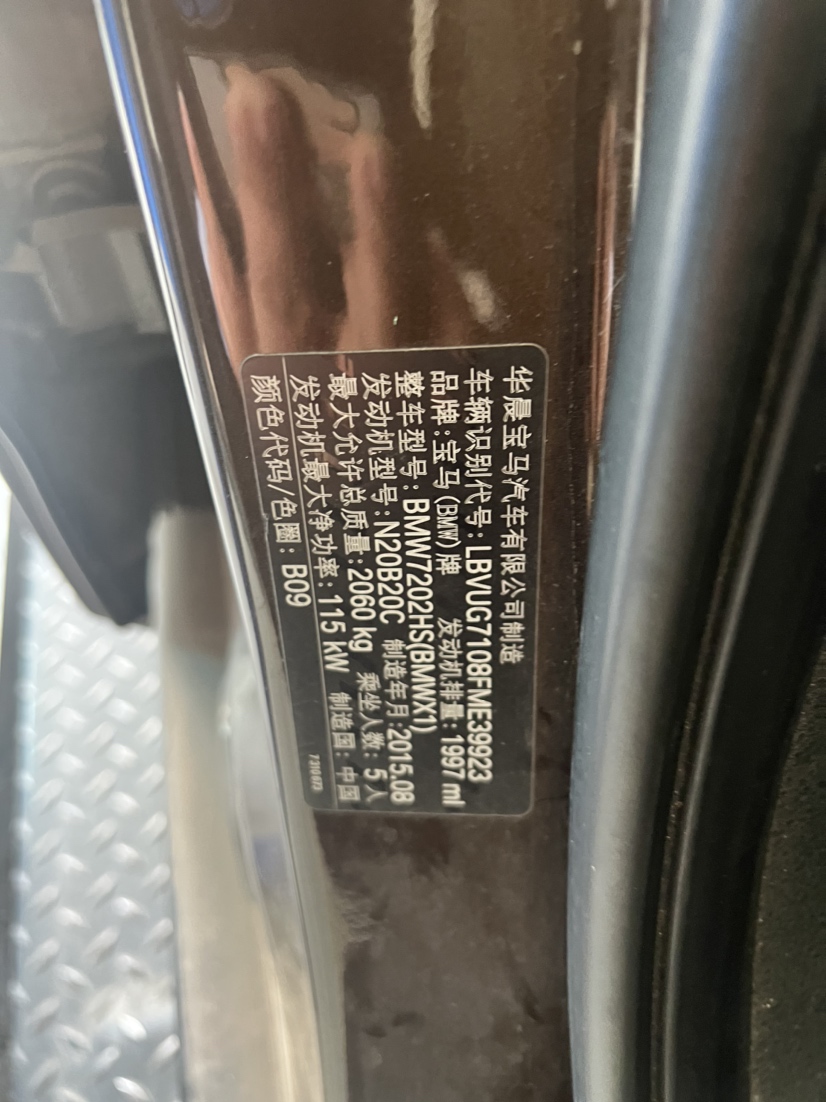 华晨宝马汽车有限公司制造
车辆识别代号:LBVUG7108FME39923
品牌:宝马(BMW)牌 发动机排量:1997 ml
整车型号:BMW7202HS(BMWX1)
发动机型号:N20B20C 制造年月:2015.08
最大允许总质量:2060 kg 乘坐人数:5人
发动机最大净功率:115 kW 制造国:中国
颜色代码/色圈:B09
7310673